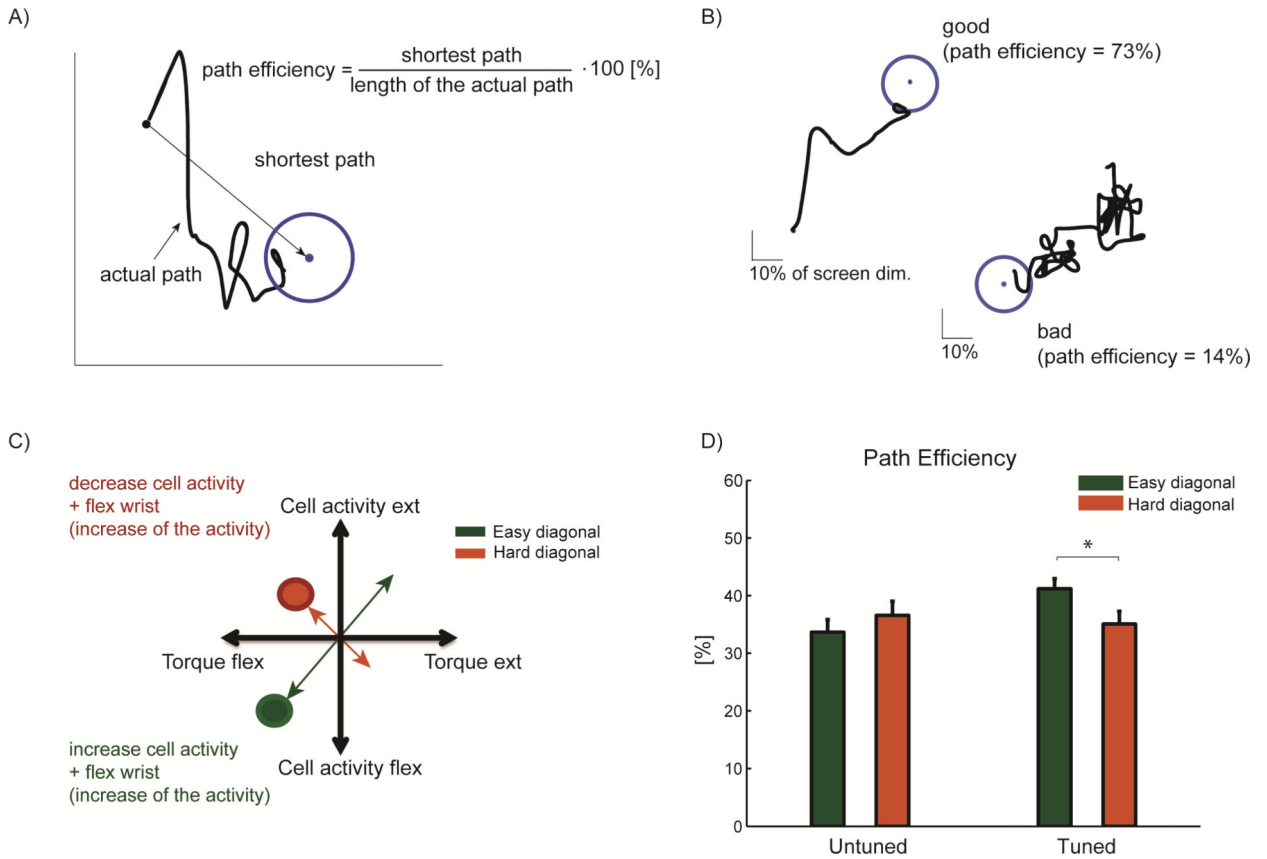 A)
path efficiency = shortest path / length of the actual path · 100 [%]
shortest path
actual path
B)
good
(path efficiency = 73%)
10% of screen dim.
10%
bad
(path efficiency = 14%)
C)
decrease cell activity
+ flex wrist
(increase of the activity)
Cell activity ext
Easy diagonal
Hard diagonal
Torque flex
Torque ext
increase cell activity
+ flex wrist
(increase of the activity)
Cell activity flex
D)
Path Efficiency
Easy diagonal
Hard diagonal
60
50
40
30
20
10
0
[%]
*
Untuned
Tuned